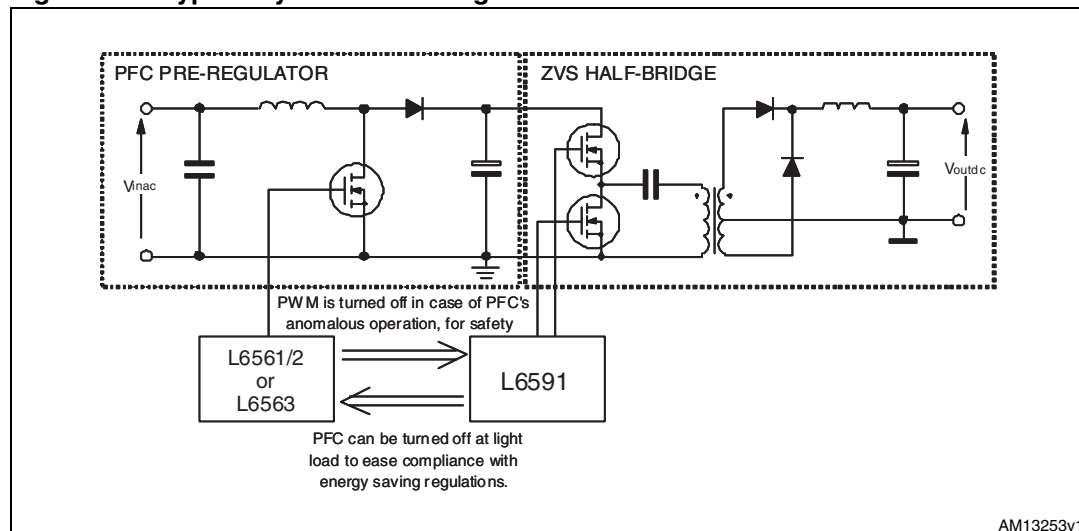 PFC PRE-REGULATOR
ZVS HALF-BRIDGE
Vinac
Voutdc
PWM is turned off in case of PFC's
anomalous operation, for safety
L6561/2
or
L6563
L6591
PFC can be turned off at light
load to ease compliance with
energy saving regulations.
AM13253v1